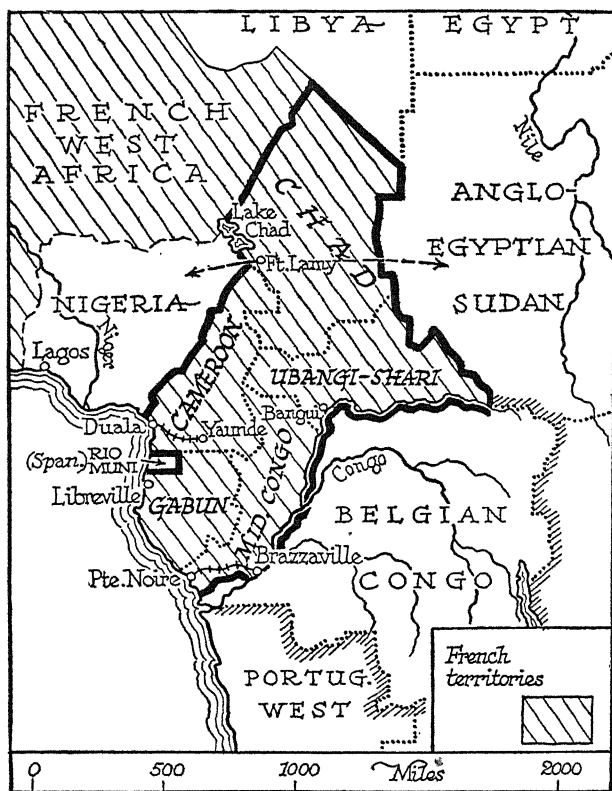 LIBYA
EGYPT
FRENCH
WEST
AFRICA
Nile
CHAD
ANGLO-
EGYPTIAN
SUDAN
Lake
Chad
Ft. Lamy
NIGERIA
Niger
Lagos
CAMEROON
UBANGI-SHARI
Duala
Yaunde
Bangui
(Span.) RIO
MUNI
Libreville
GABUN
MID. CONGO
Congo
BELGIAN
CONGO
Brazzaville
Pte. Noire
PORTUG.
WEST
French
territories
0 500 1000 Miles 2000